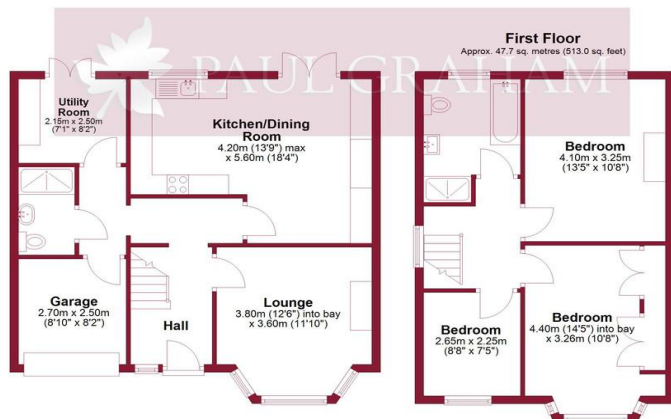 PAUL GRAHAM
Utility
Room
2.15m x 2.50m
(7'1" x 8'2")
Kitchen/Dining
Room
4.20m (13'9") max
x 5.60m (18'4")
Garage
2.70m x 2.50m
(8'10" x 8'2")
Hall
Lounge
3.80m (12'6") into bay
x 3.60m (11'10")
First Floor
Approx. 47.7 sq. metres (513.0 sq. feet)
Bedroom
4.10m x 3.25m
(13'5" x 10'8")
Bedroom
2.65m x 2.25m
(8'8" x 7'5")
Bedroom
4.40m (14'5") into bay
x 3.26m (10'8")